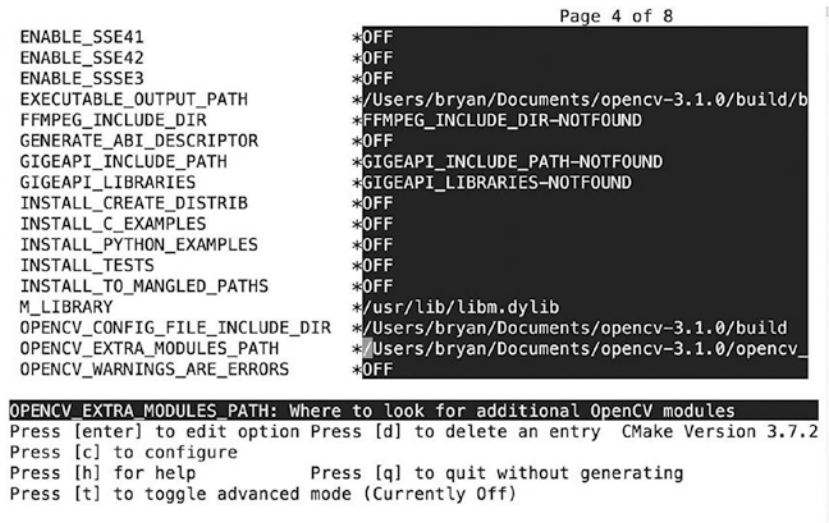 Page 4 of 8
ENABLE_SSE41 *OFF
ENABLE_SSE42 *OFF
ENABLE_SSSE3 *OFF
EXECUTABLE_OUTPUT_PATH */Users/bryan/Documents/opencv-3.1.0/build/b
FFMPEG_INCLUDE_DIR *FFMPEG_INCLUDE_DIR-NOTFOUND
GENERATE_ABI_DESCRIPTOR *OFF
GIGEAPI_INCLUDE_PATH *GIGEAPI_INCLUDE_PATH-NOTFOUND
GIGEAPI_LIBRARIES *GIGEAPI_LIBRARIES-NOTFOUND
INSTALL_CREATE_DISTRIB *OFF
INSTALL_C_EXAMPLES *OFF
INSTALL_PYTHON_EXAMPLES *OFF
INSTALL_TESTS *OFF
INSTALL_TO_MANGLED_PATHS *OFF
M_LIBRARY */usr/lib/libm.dylib
OPENCV_CONFIG_FILE_INCLUDE_DIR */Users/bryan/Documents/opencv-3.1.0/build
OPENCV_EXTRA_MODULES_PATH */Users/bryan/Documents/opencv-3.1.0/opencv_
OPENCV_WARNINGS_ARE_ERRORS *OFF
OPENCV_EXTRA_MODULES_PATH: Where to look for additional OpenCV modules
Press [enter] to edit option Press [d] to delete an entry CMake Version 3.7.2
Press [c] to configure
Press [h] for help Press [q] to quit without generating
Press [t] to toggle advanced mode (Currently Off)